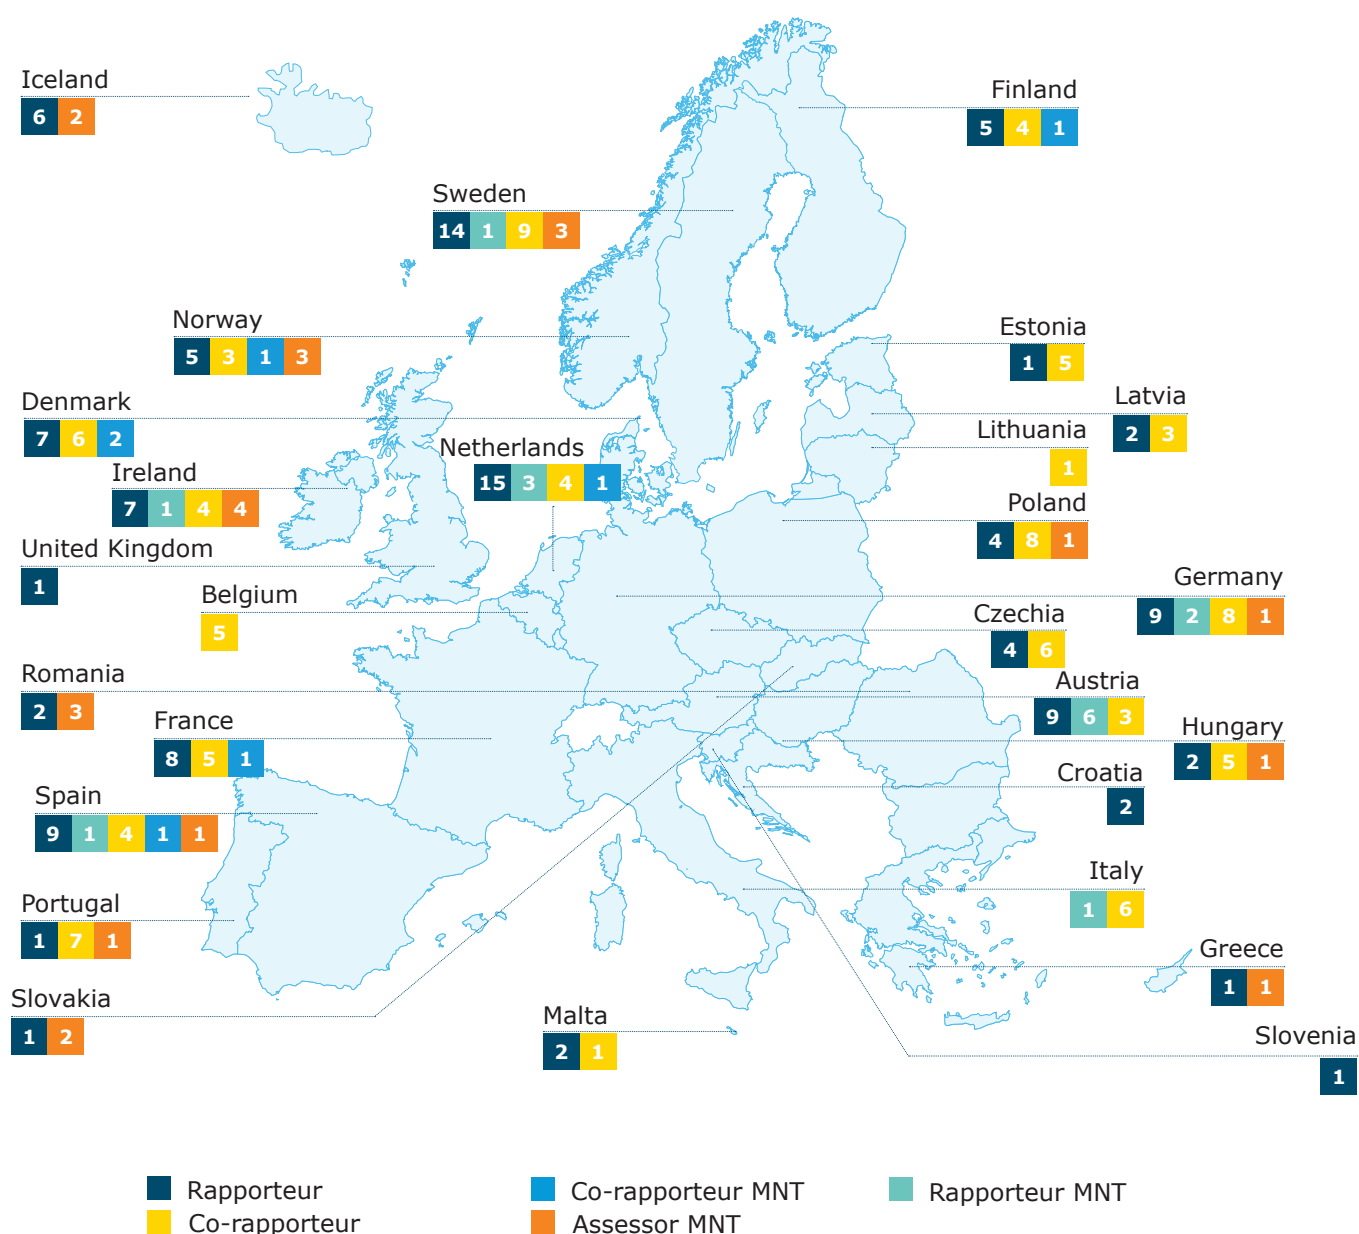 Iceland
6 2
Finland
5 4 1
Sweden
14 1 9 3
Norway
5 3 1 3
Estonia
1 5
Denmark
7 6 2
Latvia
2 3
Netherlands
15 3 4 1
Lithuania
1
Ireland
7 1 4 4
Poland
4 8 1
United Kingdom
1
Germany
9 2 8 1
Belgium
5
Czechia
4 6
Romania
2 3
Austria
9 6 3
France
8 5 1
Hungary
2 5 1
Croatia
2
Spain
9 1 4 1 1
Italy
1 6
Portugal
1 7 1
Greece
1 1
Slovakia
1 2
Malta
2 1
Slovenia
1
Rapporteur
Co-rapporteur MNT
Rapporteur MNT
Co-rapporteur
Assessor MNT